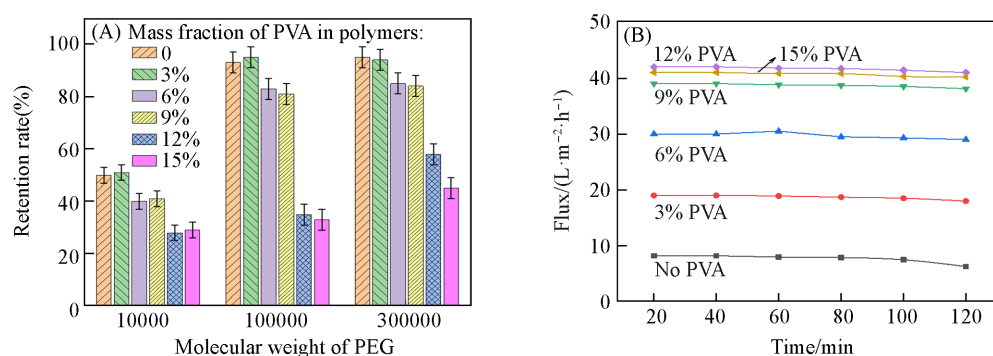 (A) Mass fraction of PVA in polymers:
0
3%
6%
9%
12%
15%
Retention rate(%)
100
80
60
40
20
0
10000 100000 300000
Molecular weight of PEG
(B)
12% PVA 15% PVA
9% PVA
6% PVA
3% PVA
No PVA
Flux/(L·m⁻²·h⁻¹)
50
40
30
20
10
0
20 40 60 80 100 120
Time/min